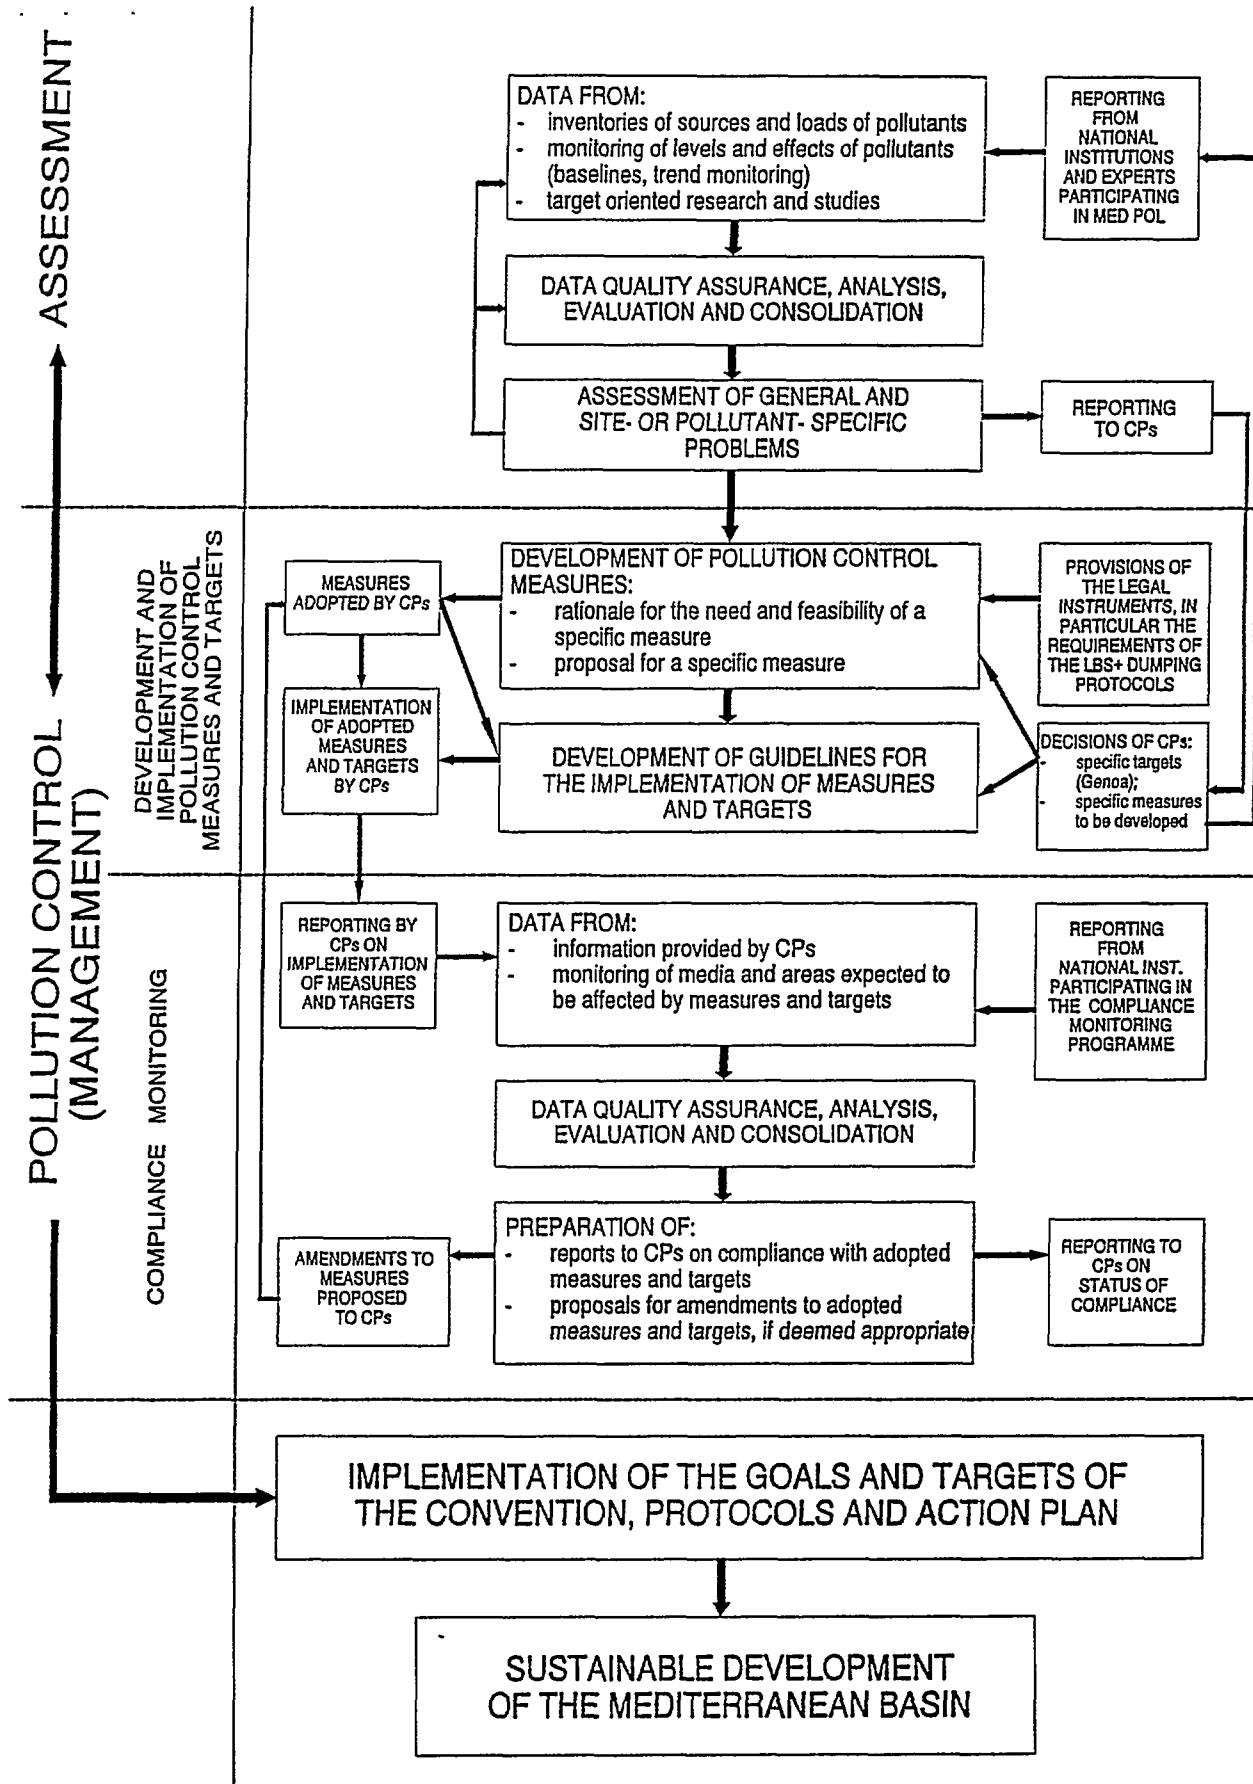 ASSESSMENT
DATA FROM:
- inventories of sources and loads of pollutants
- monitoring of levels and effects of pollutants
(baselines, trend monitoring)
- target oriented research and studies
REPORTING
FROM
NATIONAL
INSTITUTIONS
AND EXPERTS
PARTICIPATING
IN MED POL
DATA QUALITY ASSURANCE, ANALYSIS,
EVALUATION AND CONSOLIDATION
ASSESSMENT OF GENERAL AND
SITE- OR POLLUTANT- SPECIFIC
PROBLEMS
REPORTING
TO CPs
POLLUTION CONTROL
(MANAGEMENT)
DEVELOPMENT AND
IMPLEMENTATION OF
POLLUTION CONTROL
MEASURES AND TARGETS
MEASURES
ADOPTED BY CPs
DEVELOPMENT OF POLLUTION CONTROL
MEASURES:
- rationale for the need and feasibility of a
specific measure
- proposal for a specific measure
PROVISIONS OF
THE LEGAL
INSTRUMENTS, IN
PARTICULAR THE
REQUIREMENTS OF
THE LBS+ DUMPING
PROTOCOLS
IMPLEMENTATION
OF ADOPTED
MEASURES
AND TARGETS
BY CPs
DEVELOPMENT OF GUIDELINES FOR
THE IMPLEMENTATION OF MEASURES
AND TARGETS
DECISIONS OF CPs:
- specific targets
(Genoa);
- specific measures
to be developed
COMPLIANCE MONITORING
REPORTING BY
CPs ON
IMPLEMENTATION
OF MEASURES
AND TARGETS
DATA FROM:
- information provided by CPs
- monitoring of media and areas expected to
be affected by measures and targets
REPORTING
FROM
NATIONAL INST.
PARTICIPATING IN
THE COMPLIANCE
MONITORING
PROGRAMME
DATA QUALITY ASSURANCE, ANALYSIS,
EVALUATION AND CONSOLIDATION
AMENDMENTS TO
MEASURES
PROPOSED
TO CPs
PREPARATION OF:
- reports to CPs on compliance with adopted
measures and targets
- proposals for amendments to adopted
measures and targets, if deemed appropriate
REPORTING TO
CPs ON
STATUS OF
COMPLIANCE
IMPLEMENTATION OF THE GOALS AND TARGETS OF
THE CONVENTION, PROTOCOLS AND ACTION PLAN
SUSTAINABLE DEVELOPMENT
OF THE MEDITERRANEAN BASIN